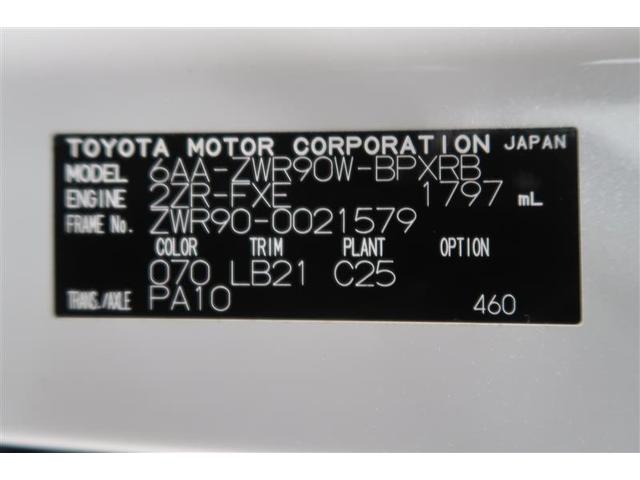 TOYOTA MOTOR CORPORATION JAPAN
MODEL 6AA-ZWR90W-BPXRB
ENGINE 2ZR-FXE 1797 mL
FRAME No. ZWR90-0021579
COLOR TRIM PLANT OPTION
070 LB21 C25
TRANS./AXLE PA10 460